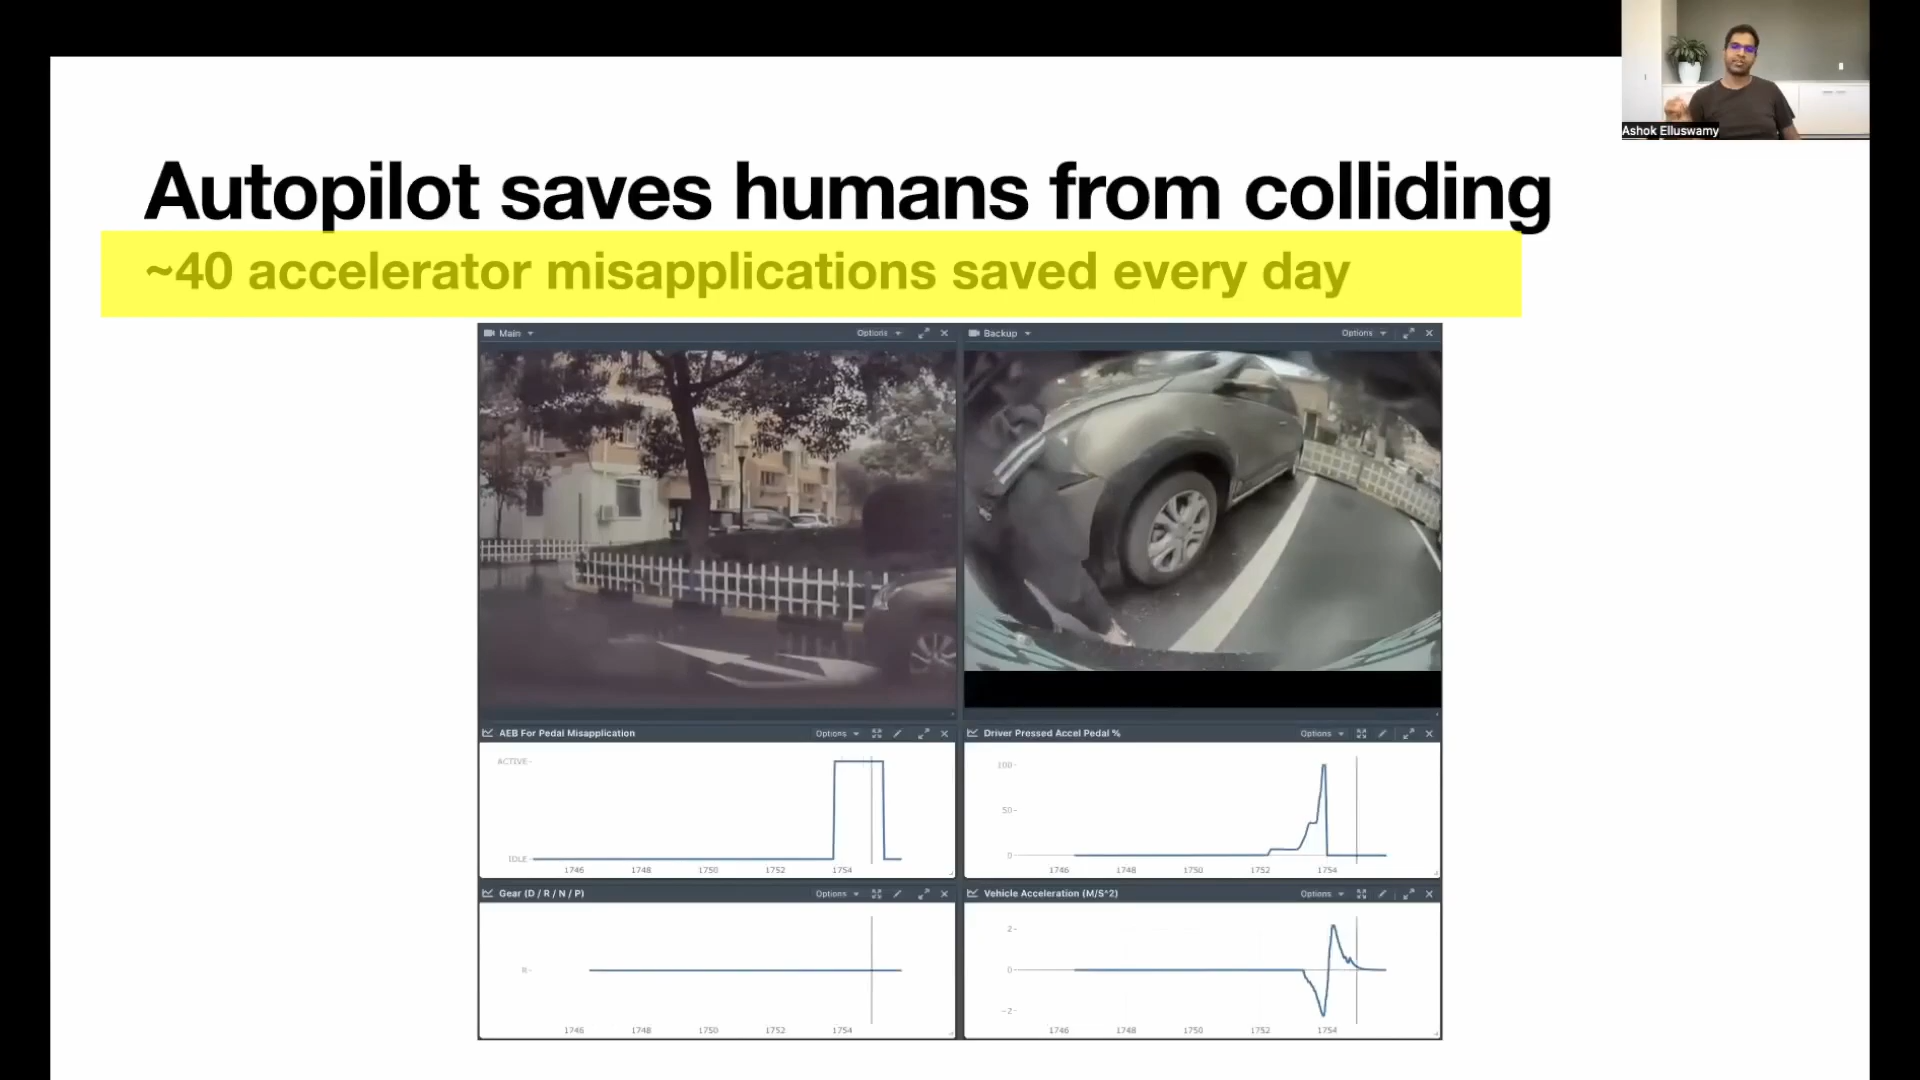 Ashok Elluswamy
Autopilot saves humans from colliding
~40 accelerator misapplications saved every day
Main Options
Backup Options
AEB For Pedal Misapplication Options
ACTIVE
IDLE
1746 1748 1750 1752 1754
Driver Pressed Accel Pedal % Options
100
50
0
1746 1748 1750 1752 1754
Gear (D / R / N / P) Options
R
1746 1748 1750 1752 1754
Vehicle Acceleration (M/S^2) Options
2
0
-2
1746 1748 1750 1752 1754